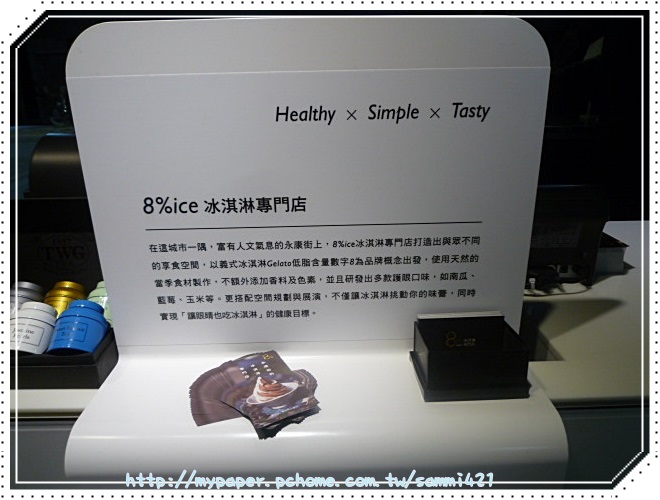 Healthy × Simple × Tasty
8%ice 冰淇淋專門店
在這城市一隅，富有人文氣息的永康街上，8%ice冰淇淋專門店打造出與眾不同
的享食空間，以義式冰淇淋Gelato低脂含量數字8為品牌概念出發，使用天然的
當季食材製作，不額外添加香料及色素，並且研發出多款護眼口味，如南瓜、
藍莓、玉米等。更搭配空間規劃與展演，不僅讓冰淇淋挑動你的味蕾，同時
實現「讓眼睛也吃冰淇淋」的健康目標。
TWG
http://mypaper.pchome.com.tw/sammi421